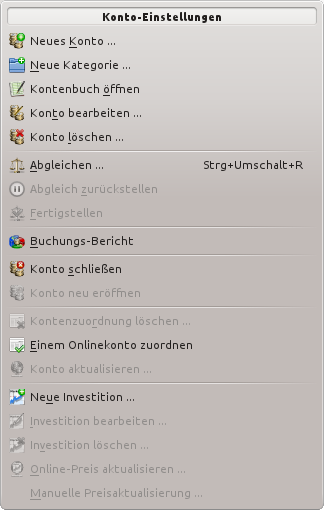 Konto-Einstellungen
Neues Konto ...
Neue Kategorie ...
Kontenbuch öffnen
Konto bearbeiten ...
Konto löschen ...
Abgleichen ... Strg+Umschalt+R
Abgleich zurückstellen
Fertigstellen
Buchungs-Bericht
Konto schließen
Konto neu eröffnen
Kontenzuordnung löschen ...
Einem Onlinekonto zuordnen
Konto aktualisieren ...
Neue Investition ...
Investition bearbeiten ...
Investition löschen ...
Online-Preis aktualisieren ...
Manuelle Preisaktualisierung ...